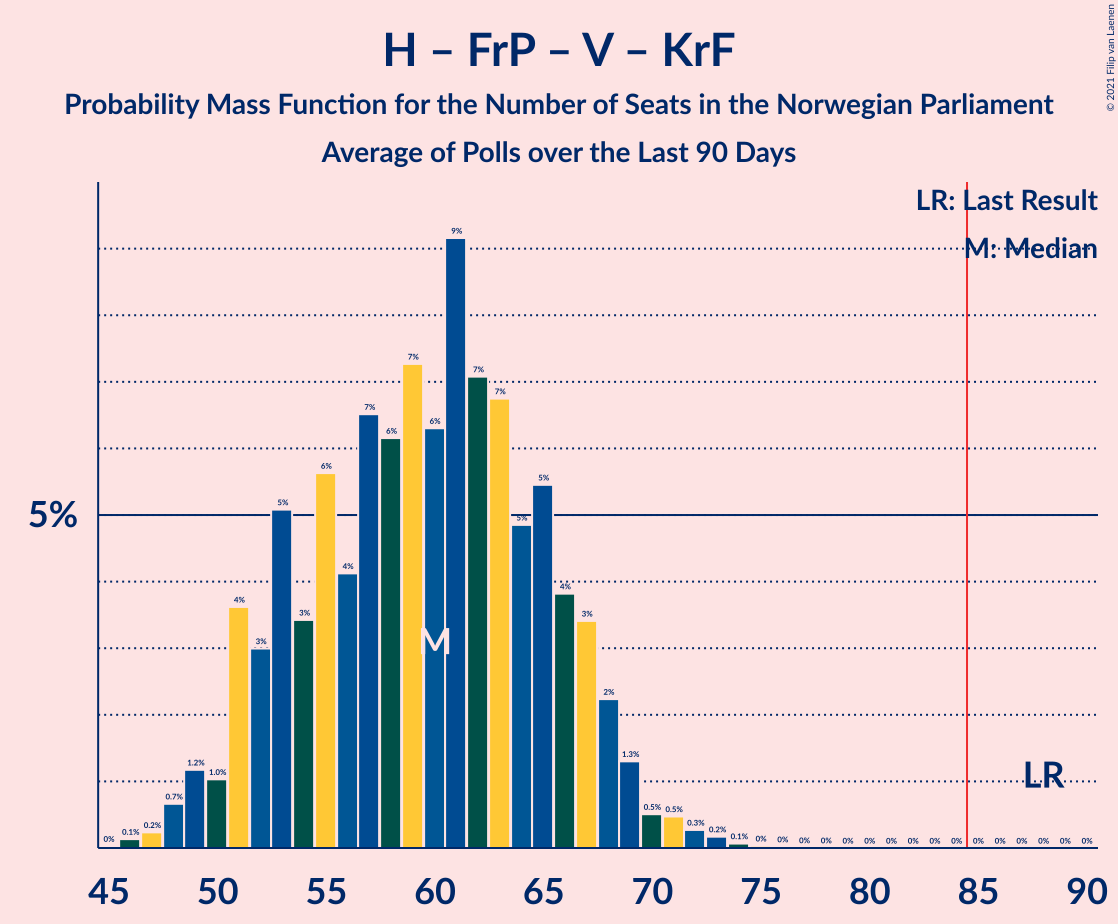 H – FrP – V – KrF
Probability Mass Function for the Number of Seats in the Norwegian Parliament
Average of Polls over the Last 90 Days
© 2021 Filip van Laenen
LR: Last Result
M: Median
5%
0% 0.1% 0.2% 0.7% 1.2% 1.0% 4% 3% 5% 3% 6% 4% 7% 6% 7% 6% 9% 7% 7% 5% 5% 4% 3% 2% 1.3% 0.5% 0.5% 0.3% 0.2% 0.1% 0% 0% 0% 0% 0% 0% 0% 0% 0% 0% 0% 0% 0% 0% 0% 0%
M
LR
45 50 55 60 65 70 75 80 85 90